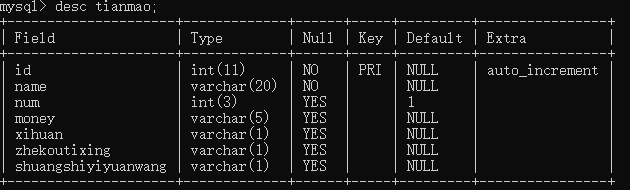 mysql> desc tianmao;
+---------------------+-------------+------+-----+---------+----------------+
| Field | Type | Null | Key | Default | Extra |
+---------------------+-------------+------+-----+---------+----------------+
| id | int(11) | NO | PRI | NULL | auto_increment |
| name | varchar(20) | NO | | NULL | |
| num | int(3) | YES | | 1 | |
| money | varchar(5) | YES | | NULL | |
| xihuan | varchar(1) | YES | | NULL | |
| zhekoutixing | varchar(1) | YES | | NULL | |
| shuangshiyiyuanwang | varchar(1) | YES | | NULL | |
+---------------------+-------------+------+-----+---------+----------------+